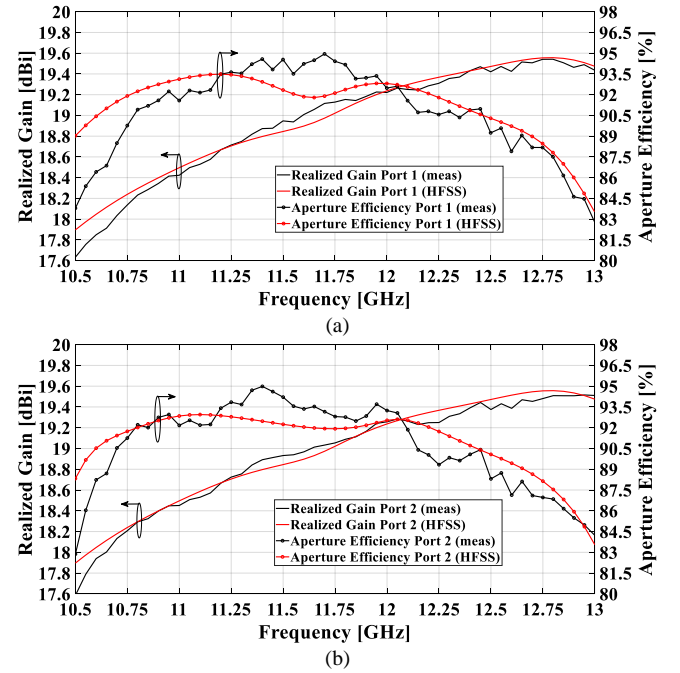 20
19.8
19.6
19.4
19.2
19
18.8
18.6
18.4
18.2
18
17.8
17.6
Realized Gain [dBi]
98
96.5
95
93.5
92
90.5
89
87.5
86
84.5
83
81.5
80
Aperture Efficiency [%]
Realized Gain Port 1 (meas)
Realized Gain Port 1 (HFSS)
Aperture Efficiency Port 1 (meas)
Aperture Efficiency Port 1 (HFSS)
10.5 10.75 11 11.25 11.5 11.75 12 12.25 12.5 12.75 13
Frequency [GHz]
(a)
20
19.8
19.6
19.4
19.2
19
18.8
18.6
18.4
18.2
18
17.8
17.6
Realized Gain [dBi]
98
96.5
95
93.5
92
90.5
89
87.5
86
84.5
83
81.5
80
Aperture Efficiency [%]
Realized Gain Port 2 (meas)
Realized Gain Port 2 (HFSS)
Aperture Efficiency Port 2 (meas)
Aperture Efficiency Port 2 (HFSS)
10.5 10.75 11 11.25 11.5 11.75 12 12.25 12.5 12.75 13
Frequency [GHz]
(b)